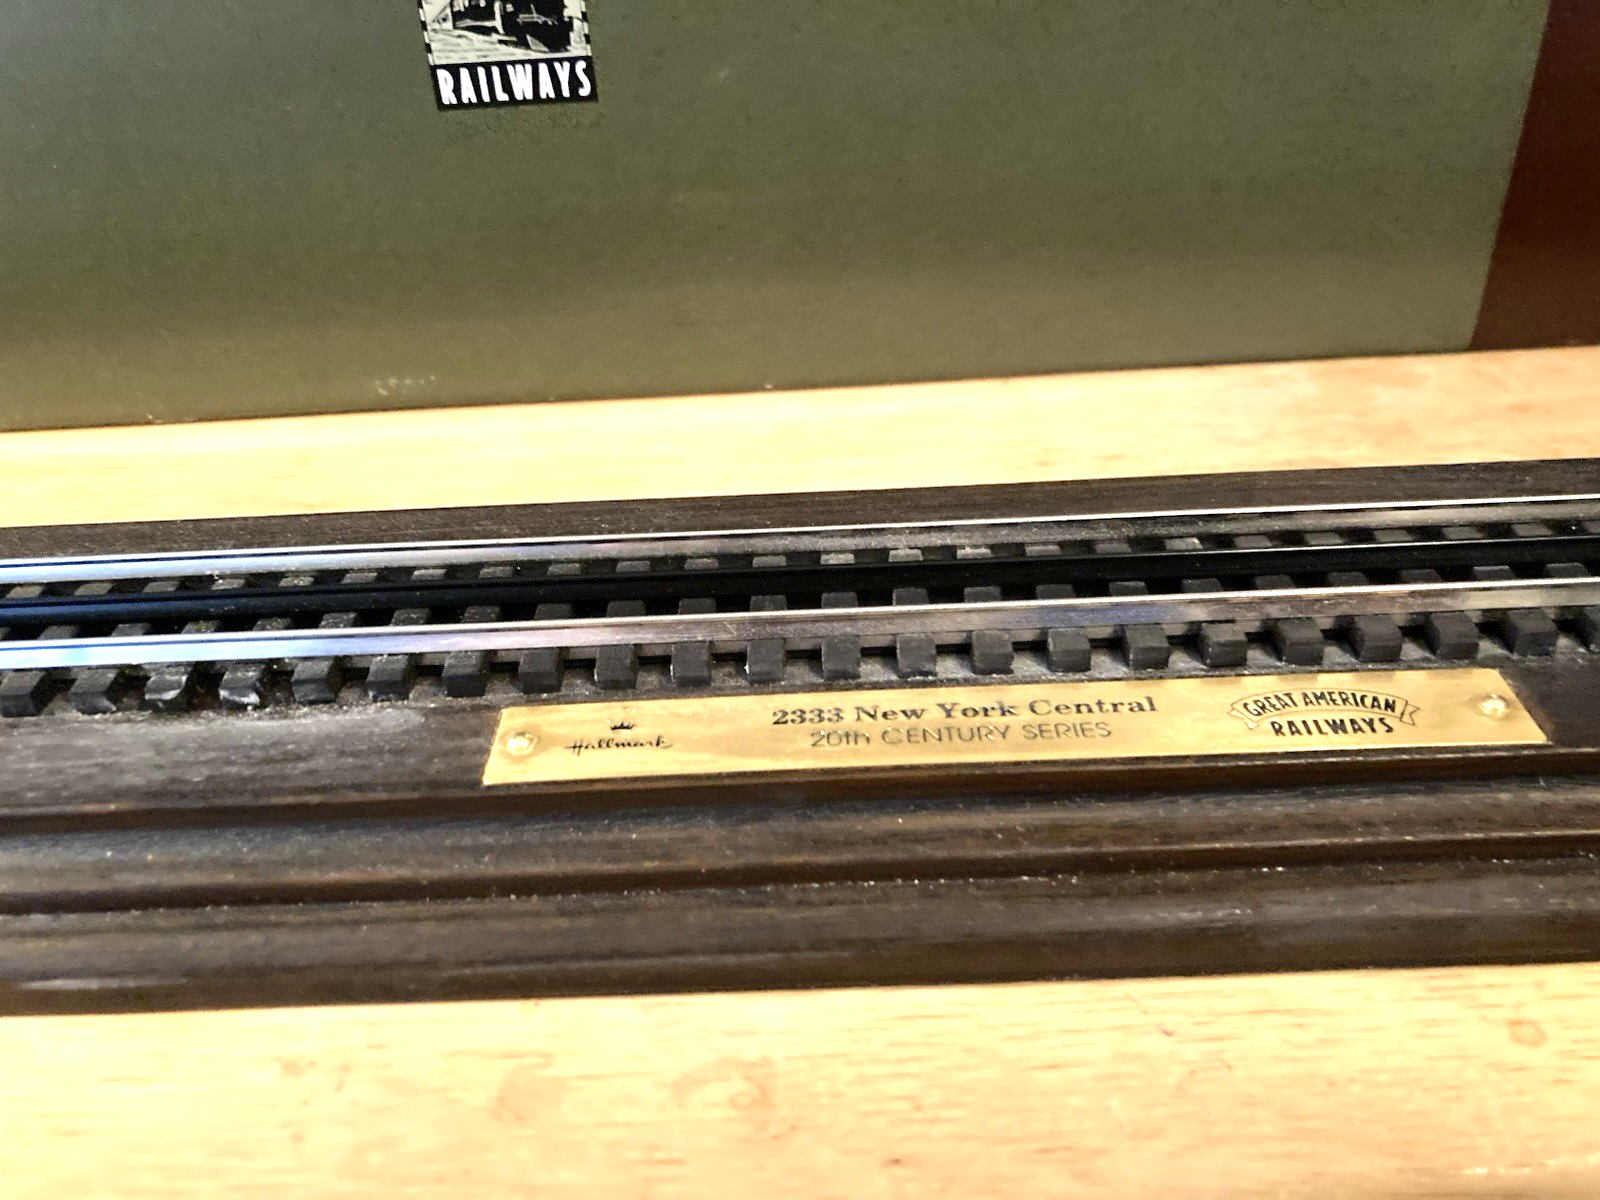 RAILWAYS
Hallmark
2333 New York Central
20th CENTURY SERIES
GREAT AMERICAN
RAILWAYS